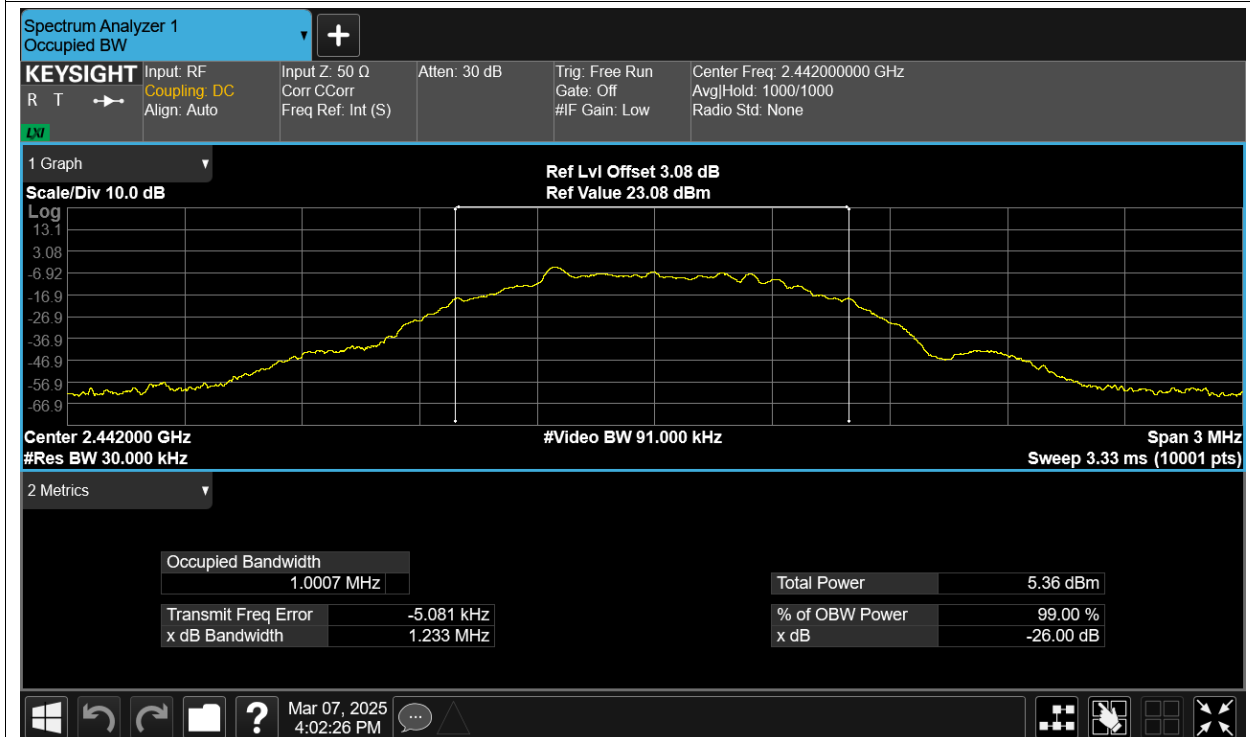 Spectrum Analyzer 1
Occupied BW
KEYSIGHT
R T
LXI
Input: RF
Coupling: DC
Align: Auto
Input Z: 50 Ω
Corr CCorr
Freq Ref: Int (S)
Atten: 30 dB
Trig: Free Run
Gate: Off
#IF Gain: Low
Center Freq: 2.442000000 GHz
Avg|Hold: 1000/1000
Radio Std: None
1 Graph
Scale/Div 10.0 dB
Ref Lvl Offset 3.08 dB
Ref Value 23.08 dBm
Log
13.1
3.08
-6.92
-16.9
-26.9
-36.9
-46.9
-56.9
-66.9
Center 2.442000 GHz
#Res BW 30.000 kHz
#Video BW 91.000 kHz
Span 3 MHz
Sweep 3.33 ms (10001 pts)
2 Metrics
Occupied Bandwidth
1.0007 MHz
Transmit Freq Error -5.081 kHz
x dB Bandwidth 1.233 MHz
Total Power 5.36 dBm
% of OBW Power 99.00 %
x dB -26.00 dB
?
Mar 07, 2025
4:02:26 PM